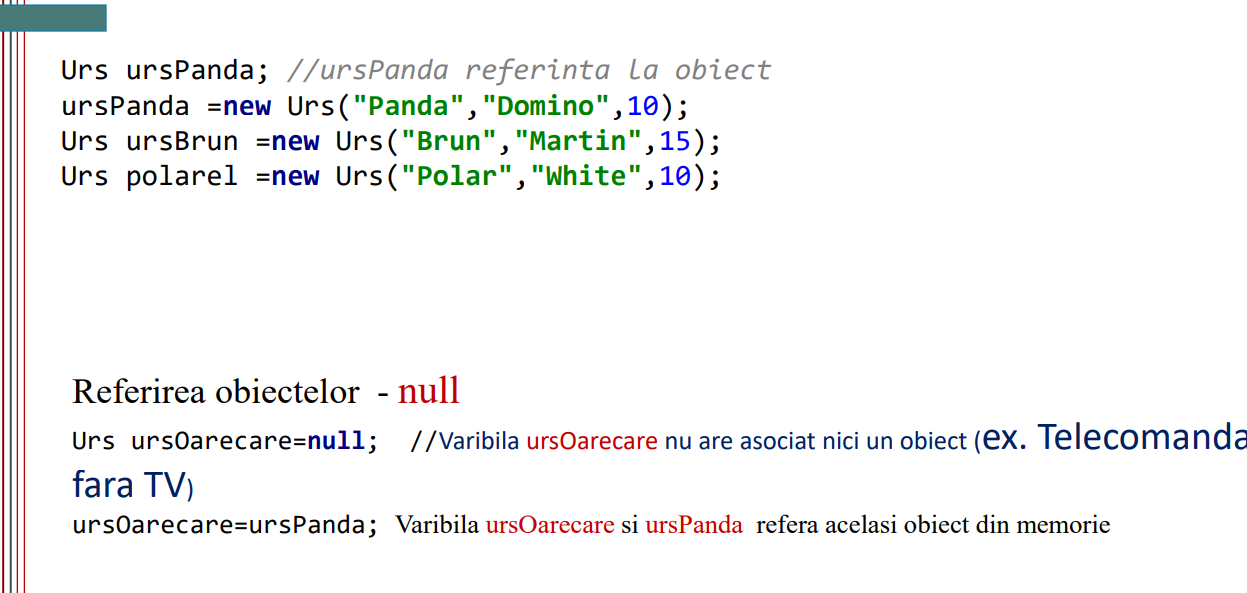 Urs ursPanda; //ursPanda referinta la obiect
ursPanda =new Urs("Panda","Domino",10);
Urs ursBrun =new Urs("Brun","Martin",15);
Urs polarel =new Urs("Polar","White",10);
Referirea obiectelor - null
Urs ursOarecare=null; //Varibila ursOarecare nu are asociat nici un obiect (ex. Telecomanda
fara TV)
ursOarecare=ursPanda; Varibila ursOarecare si ursPanda refera acelasi obiect din memorie